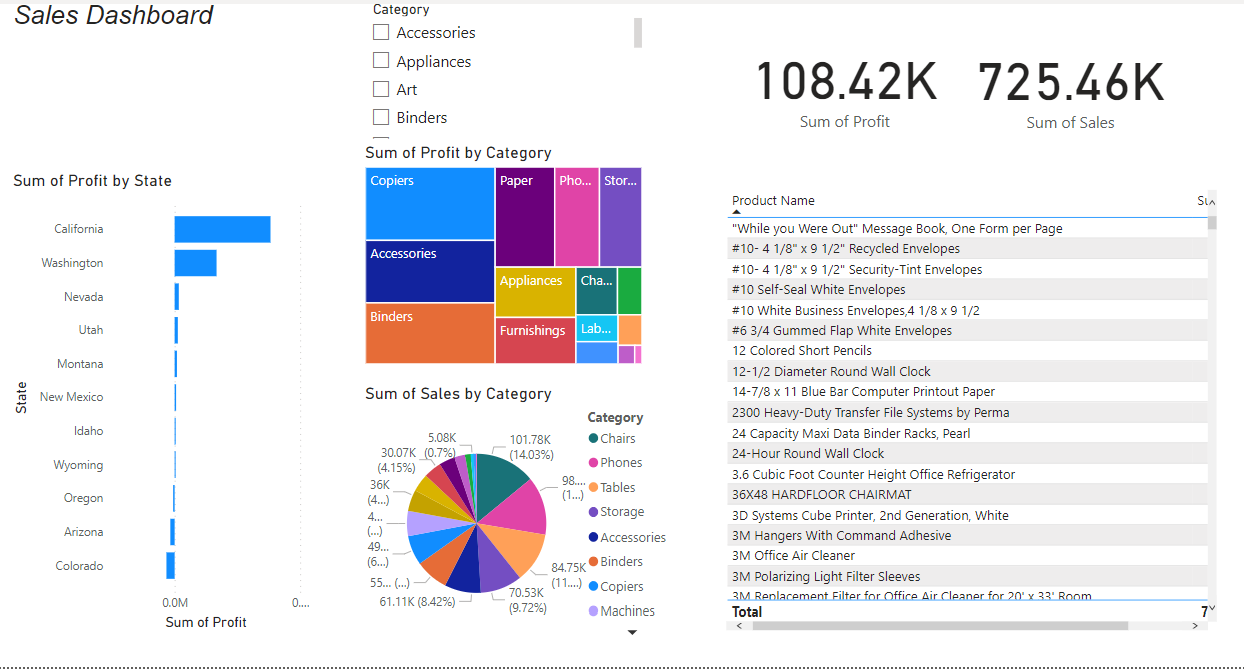 Sales Dashboard
Category
Accessories
Appliances
Art
Binders
108.42K
Sum of Profit
725.46K
Sum of Sales
Sum of Profit by State
State
California
Washington
Nevada
Utah
Montana
New Mexico
Idaho
Wyoming
Oregon
Arizona
Colorado
0.0M
0...
Sum of Profit
Sum of Profit by Category
Copiers
Paper
Pho...
Stor...
Accessories
Appliances
Cha...
Binders
Furnishings
Lab...
Sum of Sales by Category
5.08K
(0.7%)
101.78K
(14.03%)
30.07K
(4.15%)
98....
(1...)
36K
(4...)
4...
(...)
49...
(6...)
55... (...)
84.75K
(11....)
61.11K (8.42%)
70.53K
(9.72%)
Category
Chairs
Phones
Tables
Storage
Accessories
Binders
Copiers
Machines
Product Name
"While you Were Out" Message Book, One Form per Page
#10- 4 1/8" x 9 1/2" Recycled Envelopes
#10- 4 1/8" x 9 1/2" Security-Tint Envelopes
#10 Self-Seal White Envelopes
#10 White Business Envelopes,4 1/8 x 9 1/2
#6 3/4 Gummed Flap White Envelopes
12 Colored Short Pencils
12-1/2 Diameter Round Wall Clock
14-7/8 x 11 Blue Bar Computer Printout Paper
2300 Heavy-Duty Transfer File Systems by Perma
24 Capacity Maxi Data Binder Racks, Pearl
24-Hour Round Wall Clock
3.6 Cubic Foot Counter Height Office Refrigerator
36X48 HARDFLOOR CHAIRMAT
3D Systems Cube Printer, 2nd Generation, White
3M Hangers With Command Adhesive
3M Office Air Cleaner
3M Polarizing Light Filter Sleeves
3M Replacement Filter for Office Air Cleaner for 20' x 33' Room
Total
7